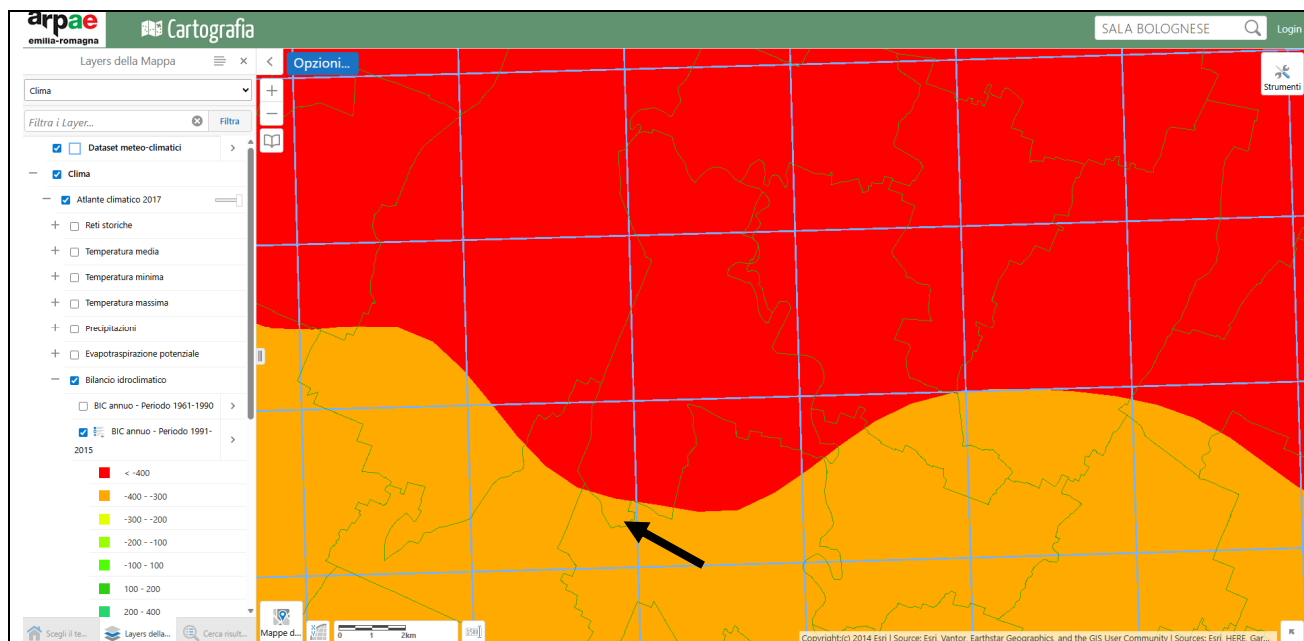 arpae
emilia-romagna
Cartografia
SALA BOLOGNESE
Login
Layers della Mappa
Opzioni...
Strumenti
Clima
Filtra i Layer...
Filtra
Dataset meteo-climatici
Clima
Atlante climatico 2017
Reti storiche
Temperatura media
Temperatura minima
Temperatura massima
Precipitazioni
Evapotraspirazione potenziale
Bilancio idroclimatico
BIC annuo - Periodo 1961-1990
BIC annuo - Periodo 1991-
2015
< -400
-400 - -300
-300 - -200
-200 - -100
-100 - 100
100 - 200
200 - 400
Scegli il te...
Layers della...
Cerca risult...
Mappe d...
0 1 2km
Copyright:(c) 2014 Esri | Source: Esri, Vantor, Earthstar Geographics, and the GIS User Community | Sources: Esri, HERE, Gar...